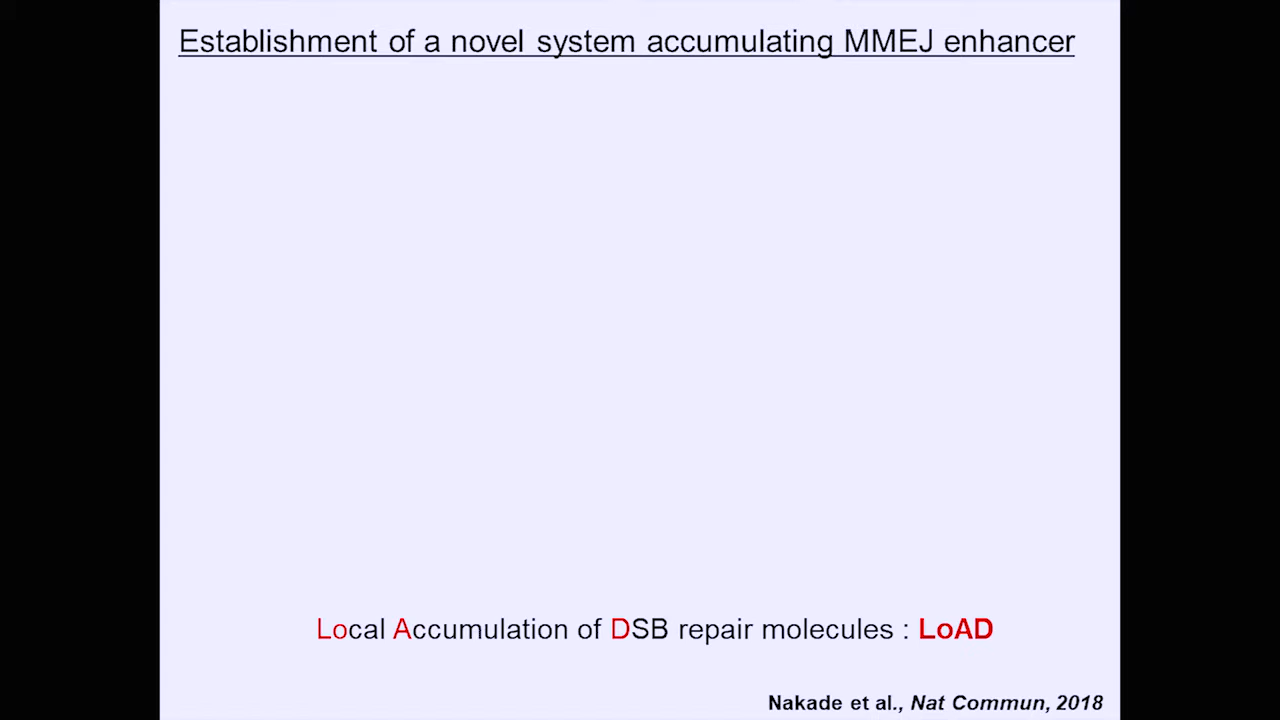 Establishment of a novel system accumulating MMEJ enhancer
Local Accumulation of DSB repair molecules : LoAD
Nakade et al., Nat Commun, 2018